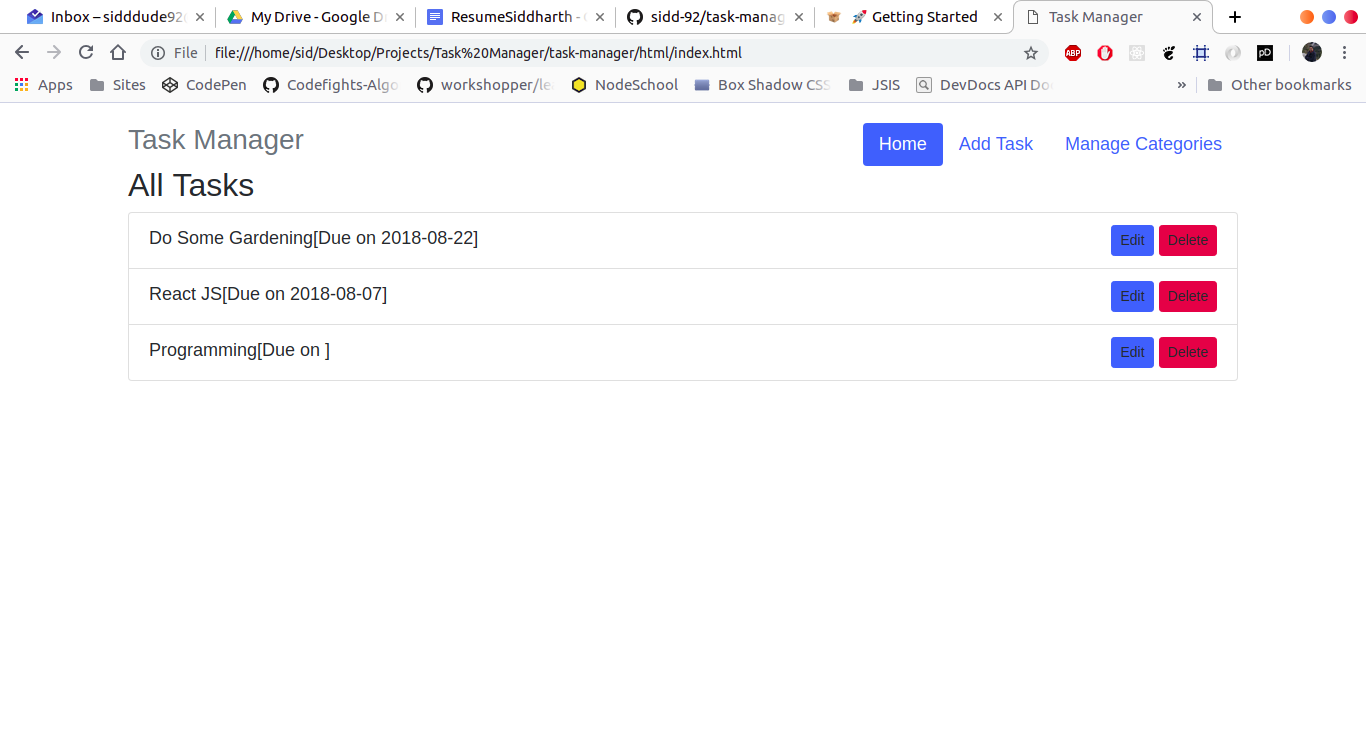 Inbox – sidddude92
My Drive - Google Dr
ResumeSiddharth - G
sidd-92/task-manag
🚀 Getting Started
Task Manager
File
file:///home/sid/Desktop/Projects/Task%20Manager/task-manager/html/index.html
ABP
pD
Apps
Sites
CodePen
Codefights-Algo
workshopper/le
NodeSchool
Box Shadow CSS
JSIS
DevDocs API Do
»
Other bookmarks
Task Manager
Home
Add Task
Manage Categories
All Tasks
Do Some Gardening[Due on 2018-08-22]
Edit
Delete
React JS[Due on 2018-08-07]
Edit
Delete
Programming[Due on ]
Edit
Delete